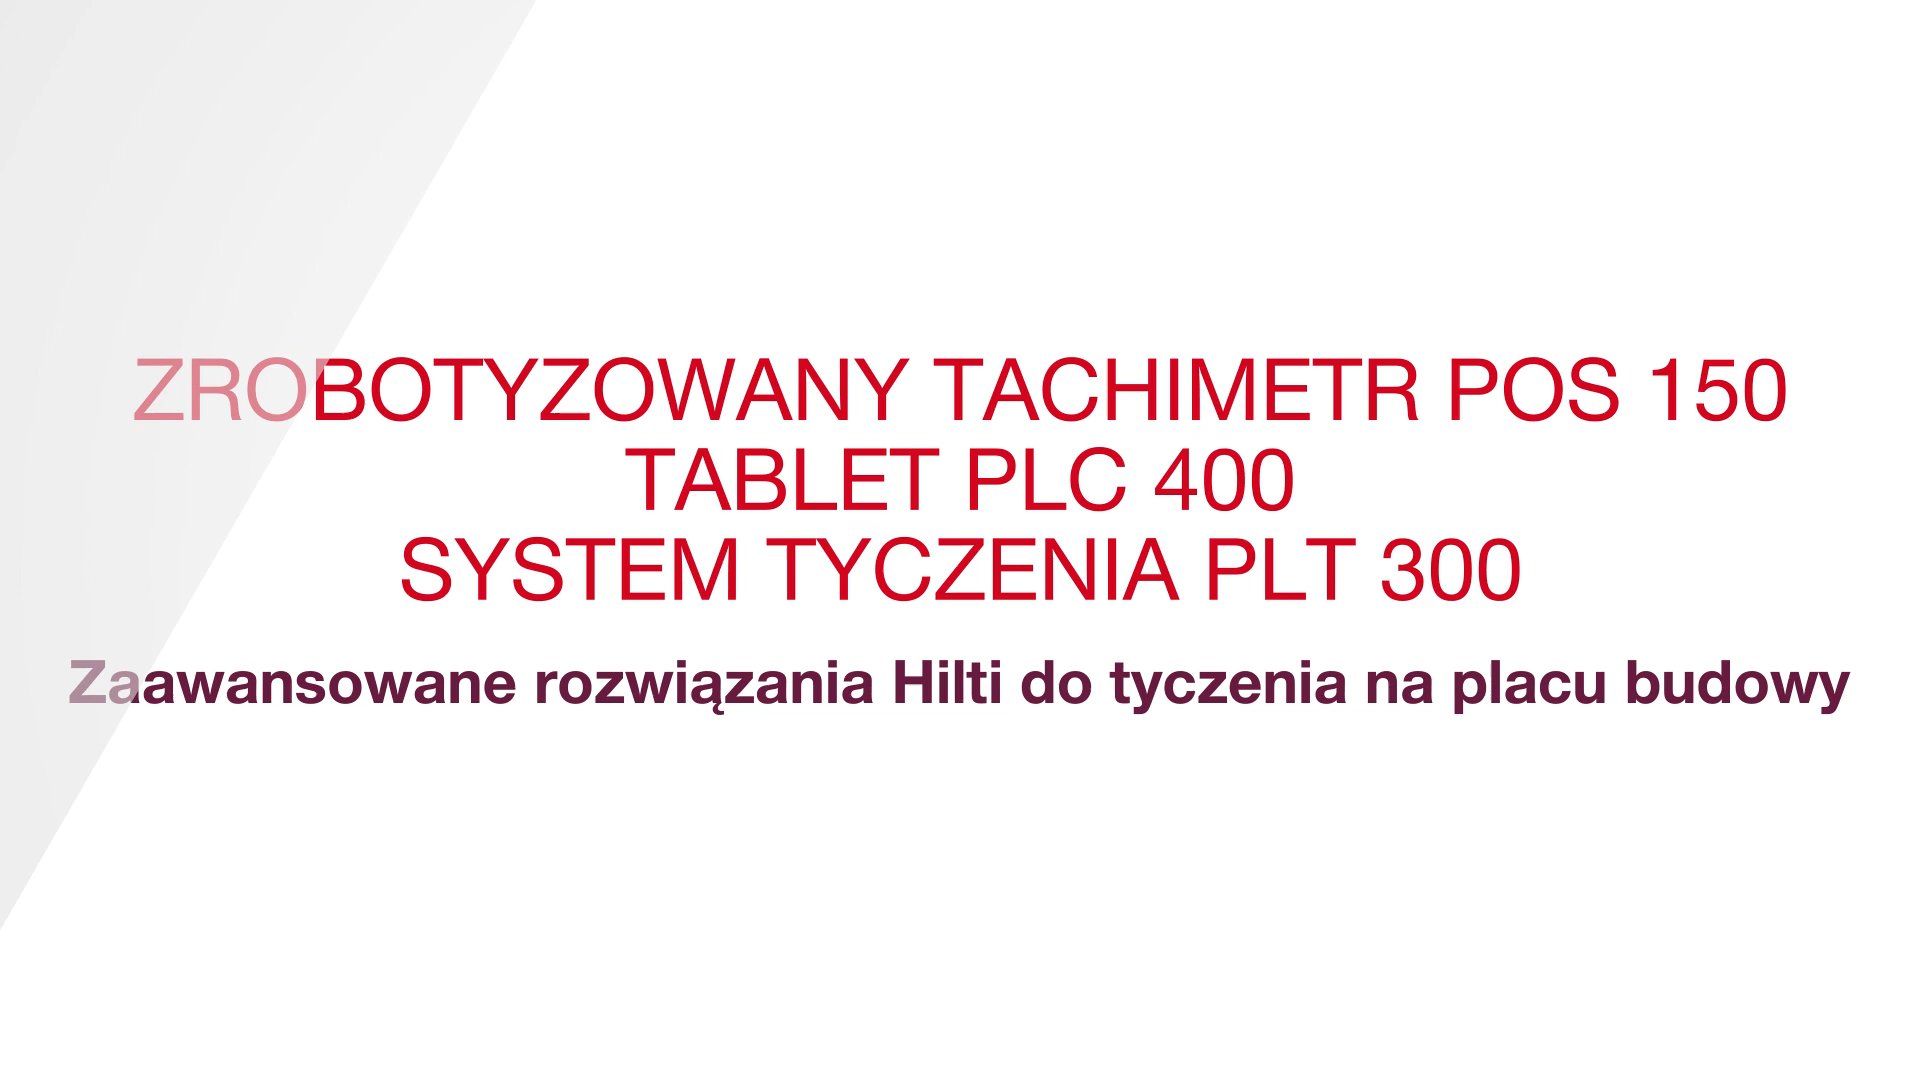 ZROBOTYZOWANY TACHIMETR POS 150
TABLET PLC 400
SYSTEM TYCZENIA PLT 300
Zaawansowane rozwiązania Hilti do tyczenia na placu budowy